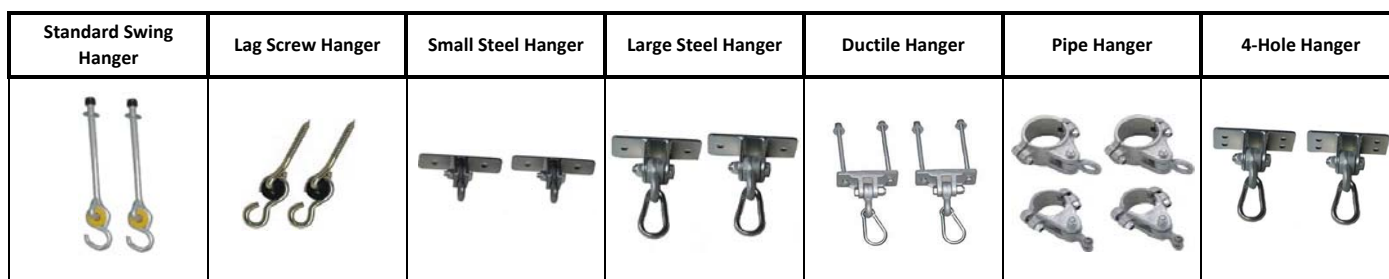 Standard Swing
Hanger
Lag Screw Hanger
Small Steel Hanger
Large Steel Hanger
Ductile Hanger
Pipe Hanger
4-Hole Hanger